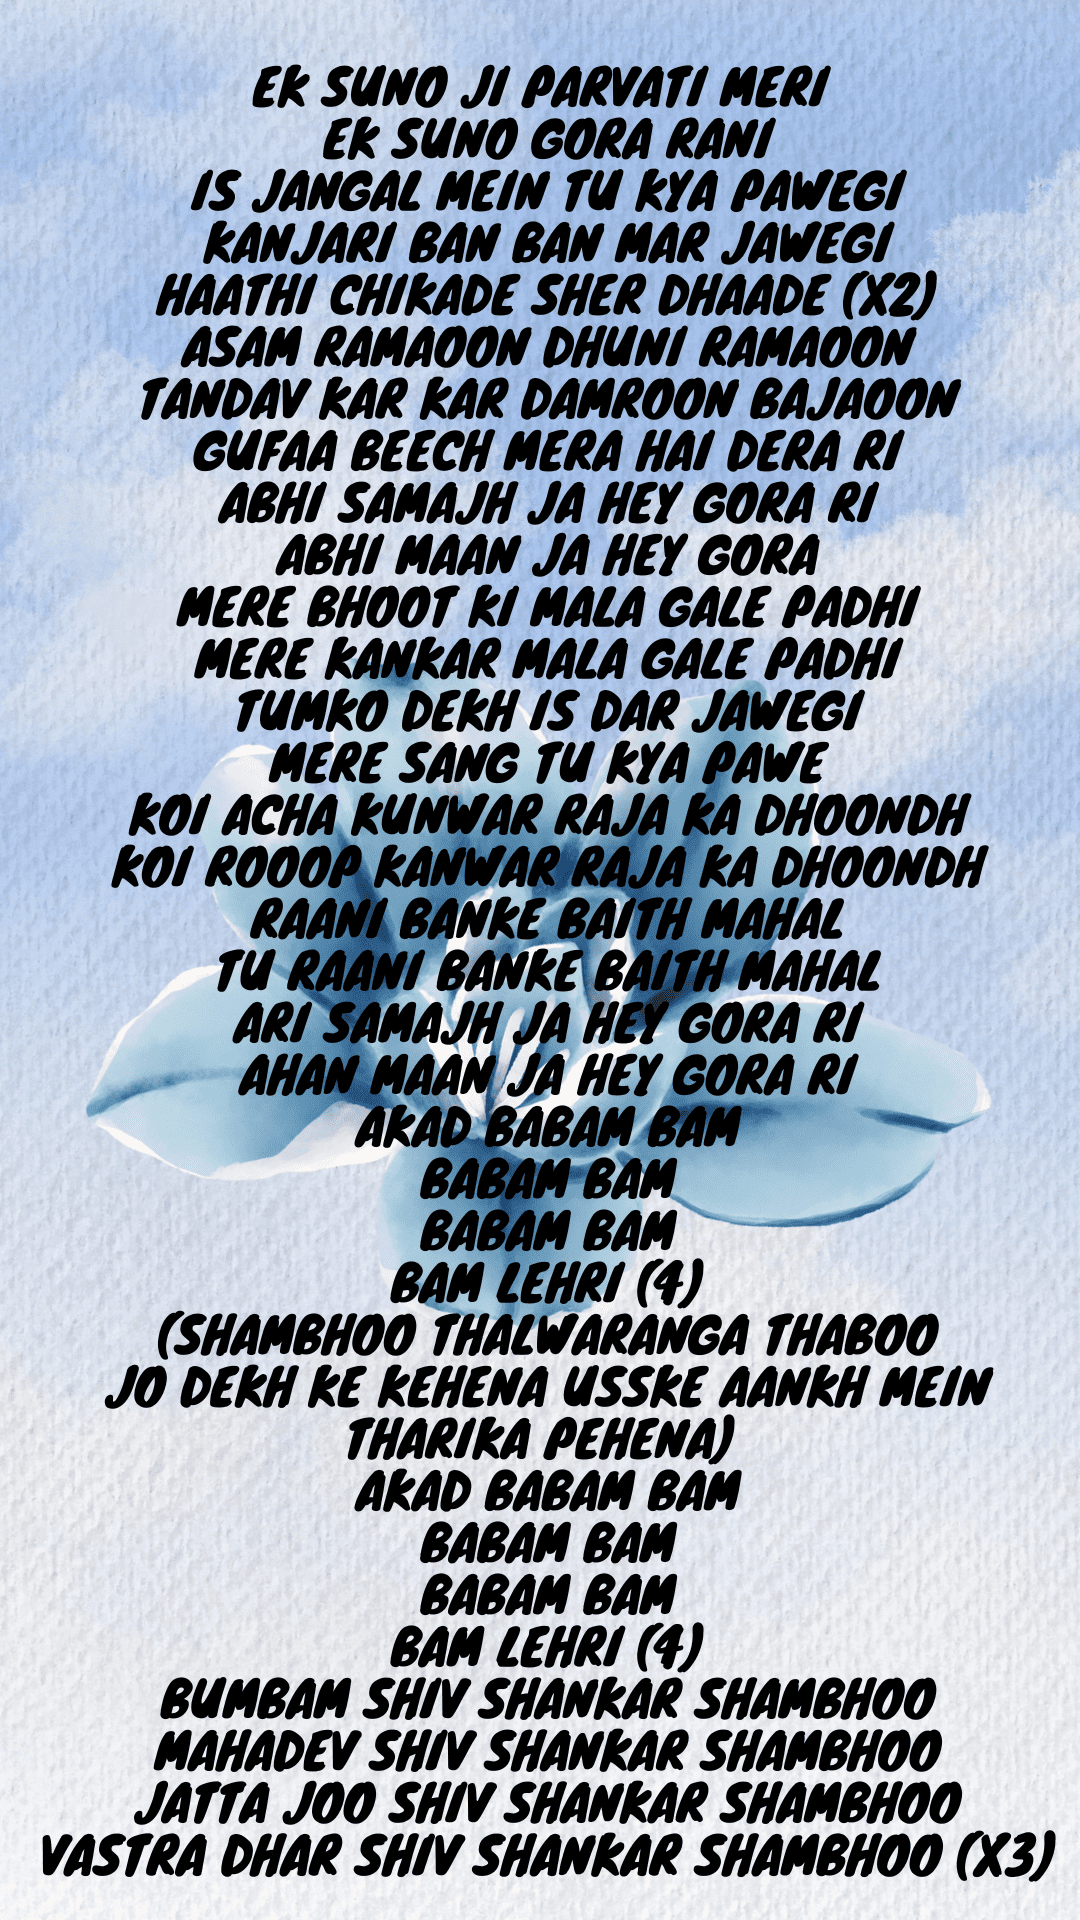 EK SUNO JI PARVATI MERI
EK SUNO GORA RANI
IS JANGAL MEIN TU KYA PAWEGI
KANJARI BAN BAN MAR JAWEGI
HAATHI CHIKADE SHER DHAADE (X2)
ASAM RAMAOON DHUNI RAMAOON
TANDAV KAR KAR DAMROON BAJAOON
GUFAA BEECH MERA HAI DERA RI
ABHI SAMAJH JA HEY GORA RI
ABHI MAAN JA HEY GORA
MERE BHOOT KI MALA GALE PADHI
MERE KANKAR MALA GALE PADHI
TUMKO DEKH IS DAR JAWEGI
MERE SANG TU KYA PAWE
KOI ACHA KUNWAR RAJA KA DHOONDH
KOI ROOOP KANWAR RAJA KA DHOONDH
RAANI BANKE BAITH MAHAL
TU RAANI BANKE BAITH MAHAL
ARI SAMAJH JA HEY GORA RI
AHAN MAAN JA HEY GORA RI
AKAD BABAM BAM
BABAM BAM
BABAM BAM
BAM LEHRI (4)
(SHAMBHOO THALWARANGA THABOO
JO DEKH KE KEHENA USSKE AANKH MEIN
THARIKA PEHENA)
AKAD BABAM BAM
BABAM BAM
BABAM BAM
BAM LEHRI (4)
BUMBAM SHIV SHANKAR SHAMBHOO
MAHADEV SHIV SHANKAR SHAMBHOO
JATTA JOO SHIV SHANKAR SHAMBHOO
VASTRA DHAR SHIV SHANKAR SHAMBHOO (X3)